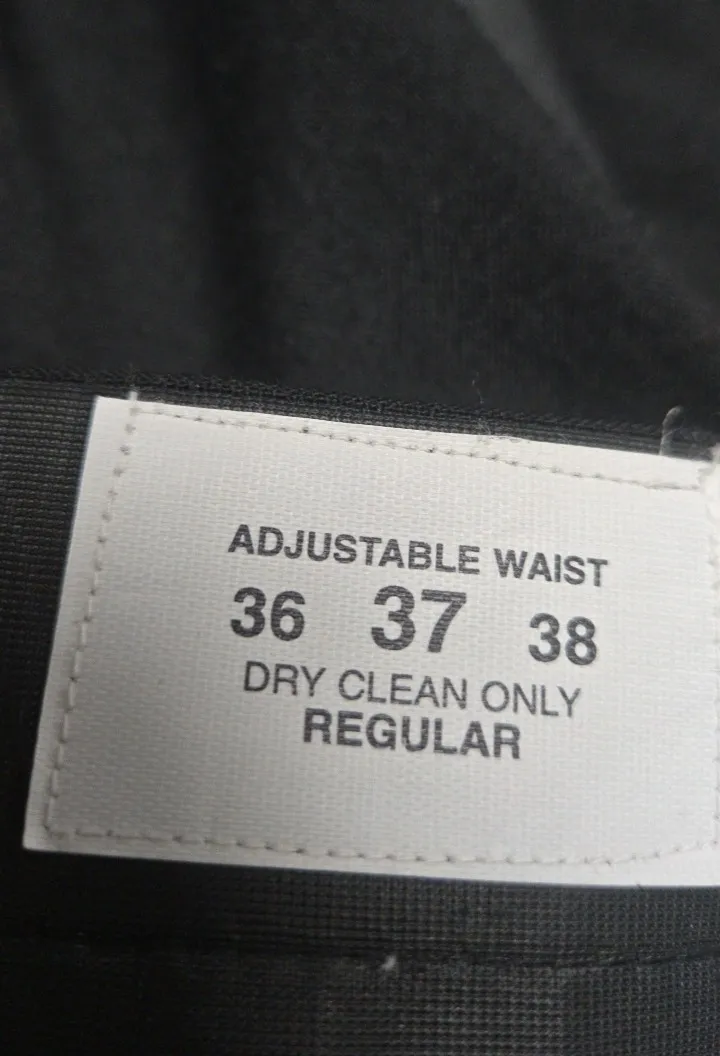 ADJUSTABLE WAIST
36 37 38
DRY CLEAN ONLY
REGULAR